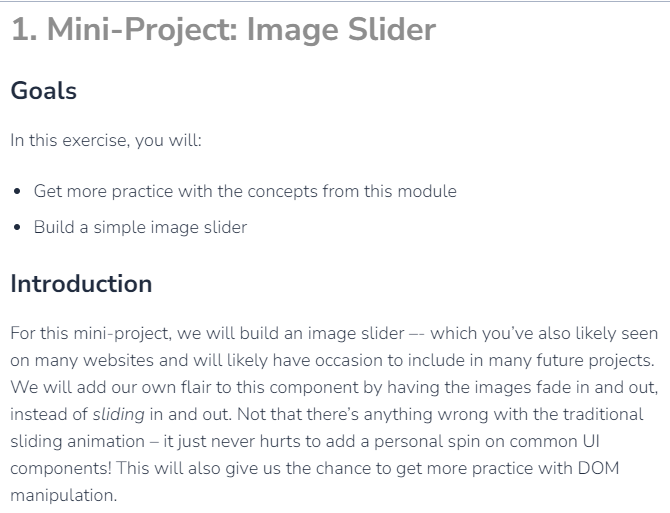 1. Mini-Project: Image Slider
Goals
In this exercise, you will:
• Get more practice with the concepts from this module
• Build a simple image slider
Introduction
For this mini-project, we will build an image slider –- which you’ve also likely seen
on many websites and will likely have occasion to include in many future projects.
We will add our own flair to this component by having the images fade in and out,
instead of sliding in and out. Not that there’s anything wrong with the traditional
sliding animation – it just never hurts to add a personal spin on common UI
components! This will also give us the chance to get more practice with DOM
manipulation.